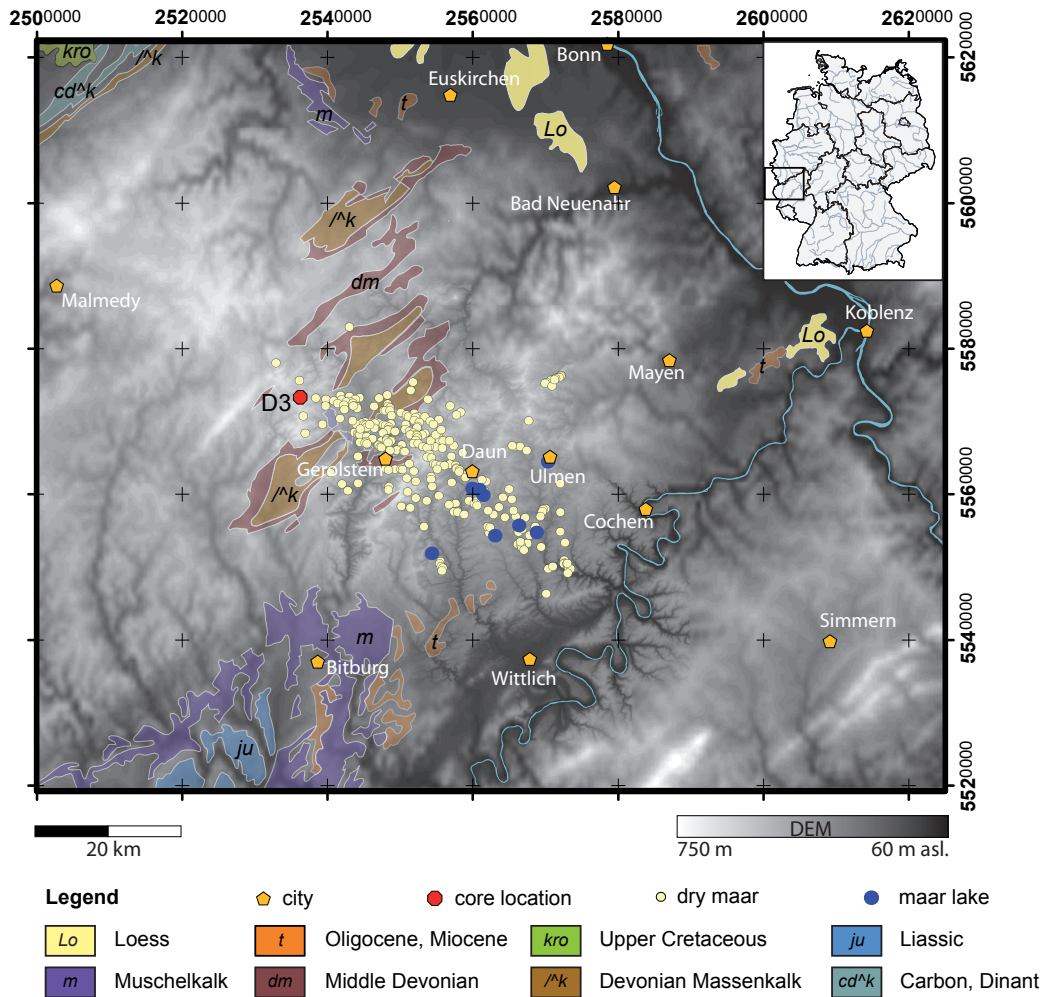 2500000 2520000 2540000 2560000 2580000 2600000 2620000
kro
/^k
cd^k
Bonn
5620000
Euskirchen
m
t
Lo
Bad Neuenahr
5600000
/^k
dm
Malmedy
Koblenz
Lo
t
Mayen
5580000
D3
Gerolstein
Daun
Ulmen
/^k
5560000
Cochem
m
t
Simmern
5540000
Bitburg
Wittlich
ju
5520000
20 km
DEM
750 m 60 m asl.
Legend
city
core location
dry maar
maar lake
Lo Loess
t Oligocene, Miocene
kro Upper Cretaceous
ju Liassic
m Muschelkalk
dm Middle Devonian
/^k Devonian Massenkalk
cd^k Carbon, Dinant